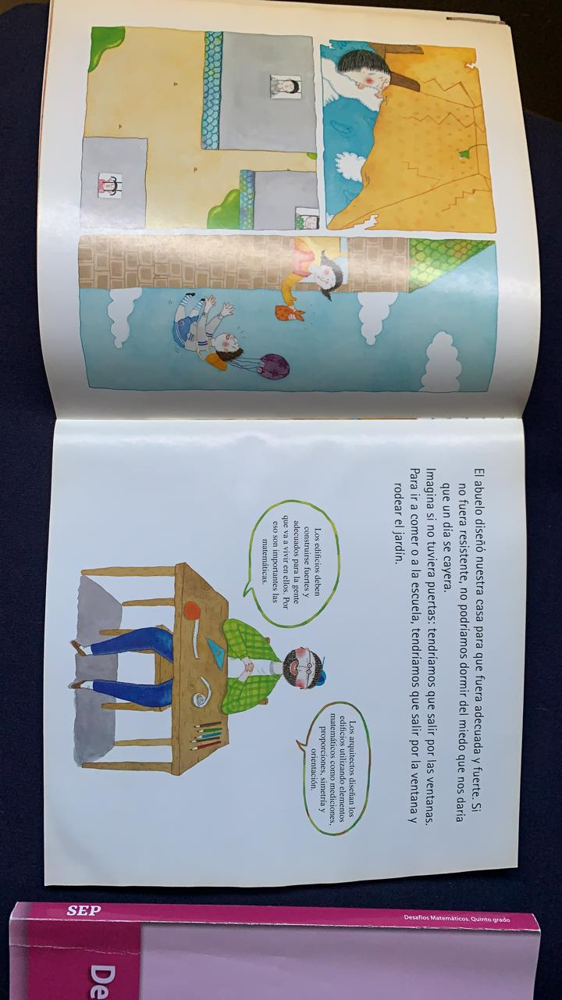 El abuelo diseñó nuestra casa para que fuera adecuada y fuerte. Si
no fuera resistente, no podríamos dormir del miedo que nos daría
que un día se cayera.
Imagina si no tuviera puertas: tendríamos que salir por las ventanas.
Para ir a comer o a la escuela, tendríamos que salir por la ventana y
rodear el jardín.
Los edificios deben
construirse fuertes y
adecuados para la gente
que va a vivir en ellos. Por
eso son importantes las
matemáticas.
Los arquitectos diseñan los
edificios utilizando elementos
matemáticos como mediciones,
proporciones, simetría y
orientación.
SEP
Desafíos Matemáticos. Quinto grado
De